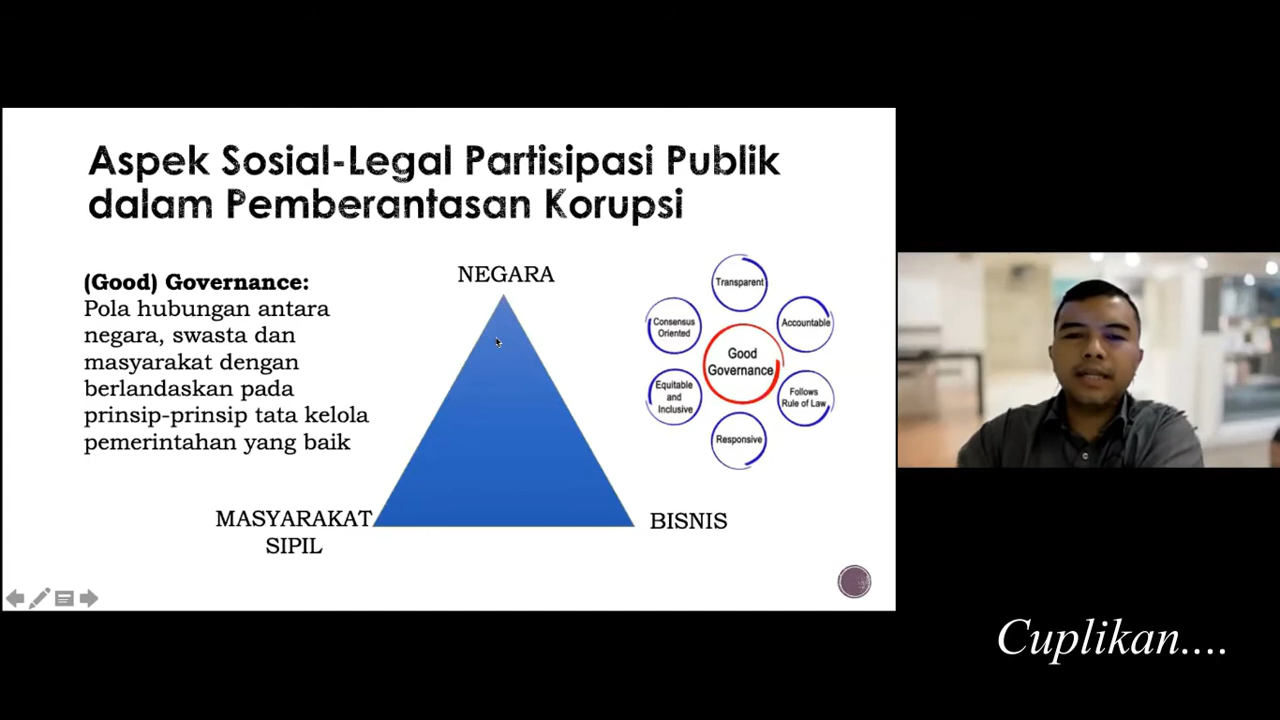 Aspek Sosial-Legal Partisipasi Publik
dalam Pemberantasan Korupsi
(Good) Governance:
Pola hubungan antara
negara, swasta dan
masyarakat dengan
berlandaskan pada
prinsip-prinsip tata kelola
pemerintahan yang baik
NEGARA
MASYARAKAT
SIPIL
BISNIS
Transparent
Consensus
Oriented
Accountable
Good
Governance
Equitable
and
Inclusive
Follows
Rule of Law
Responsive
Cuplikan....